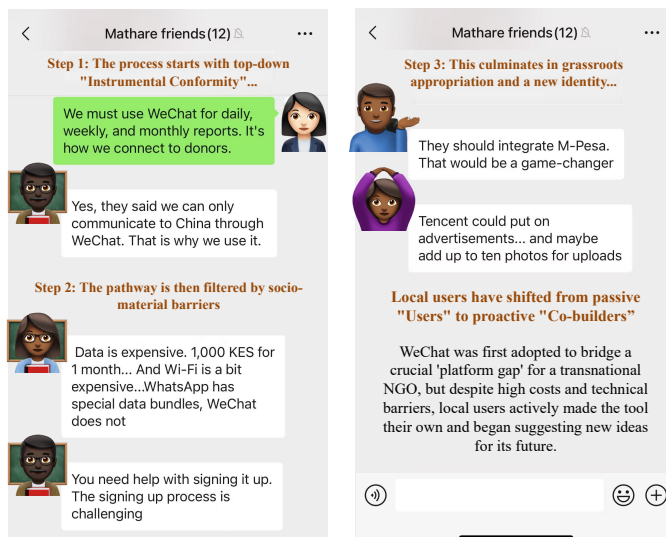 Mathare friends(12)
Step 1: The process starts with top-down
"Instrumental Conformity"...
We must use WeChat for daily,
weekly, and monthly reports. It's
how we connect to donors.
Yes, they said we can only
communicate to China through
WeChat. That is why we use it.
Step 2: The pathway is then filtered by socio-
material barriers
Data is expensive. 1,000 KES for
1 month... And Wi-Fi is a bit
expensive...WhatsApp has
special data bundles, WeChat
does not
You need help with signing it up.
The signing up process is
challenging
Mathare friends(12)
Step 3: This culminates in grassroots
appropriation and a new identity...
They should integrate M-Pesa.
That would be a game-changer
Tencent could put on
advertisements... and maybe
add up to ten photos for uploads
Local users have shifted from passive
"Users" to proactive "Co-builders”
WeChat was first adopted to bridge a
crucial 'platform gap' for a transnational
NGO, but despite high costs and technical
barriers, local users actively made the tool
their own and began suggesting new ideas
for its future.